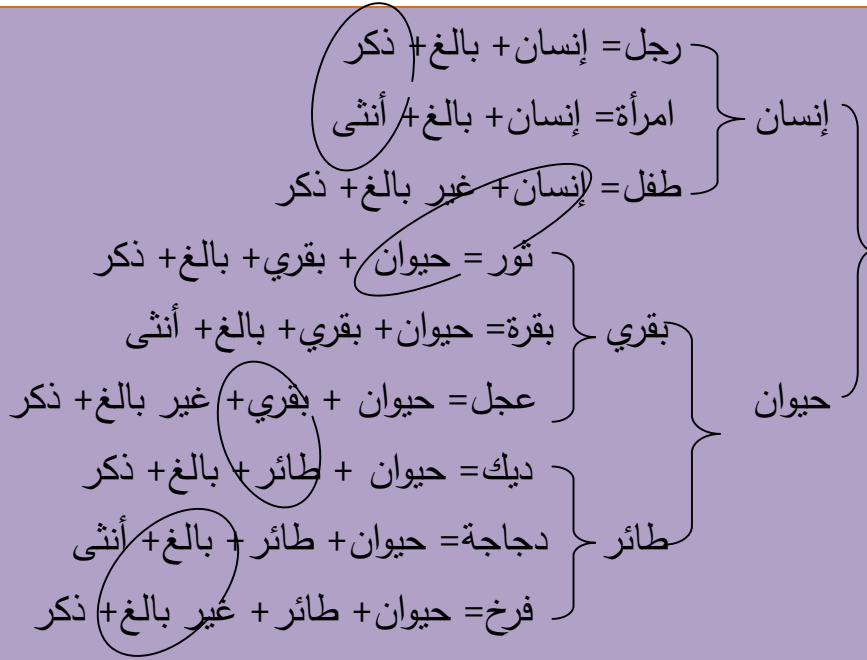 رجل= إنسان+ بالغ+ ذكر
إنسان امرأة= إنسان+ بالغ+ أنثى
طفل= إنسان+ غير بالغ+ ذكر
ثور= حيوان + بقري+ بالغ+ ذكر
بقري بقرة= حيوان+ بقري+ بالغ+ أنثى
حيوان عجل= حيوان + بقري+ غير بالغ+ ذكر
ديك= حيوان + طائر+ بالغ+ ذكر
طائر دجاجة= حيوان+ طائر+ بالغ+ أنثى
فرخ= حيوان+ طائر+ غير بالغ+ ذكر